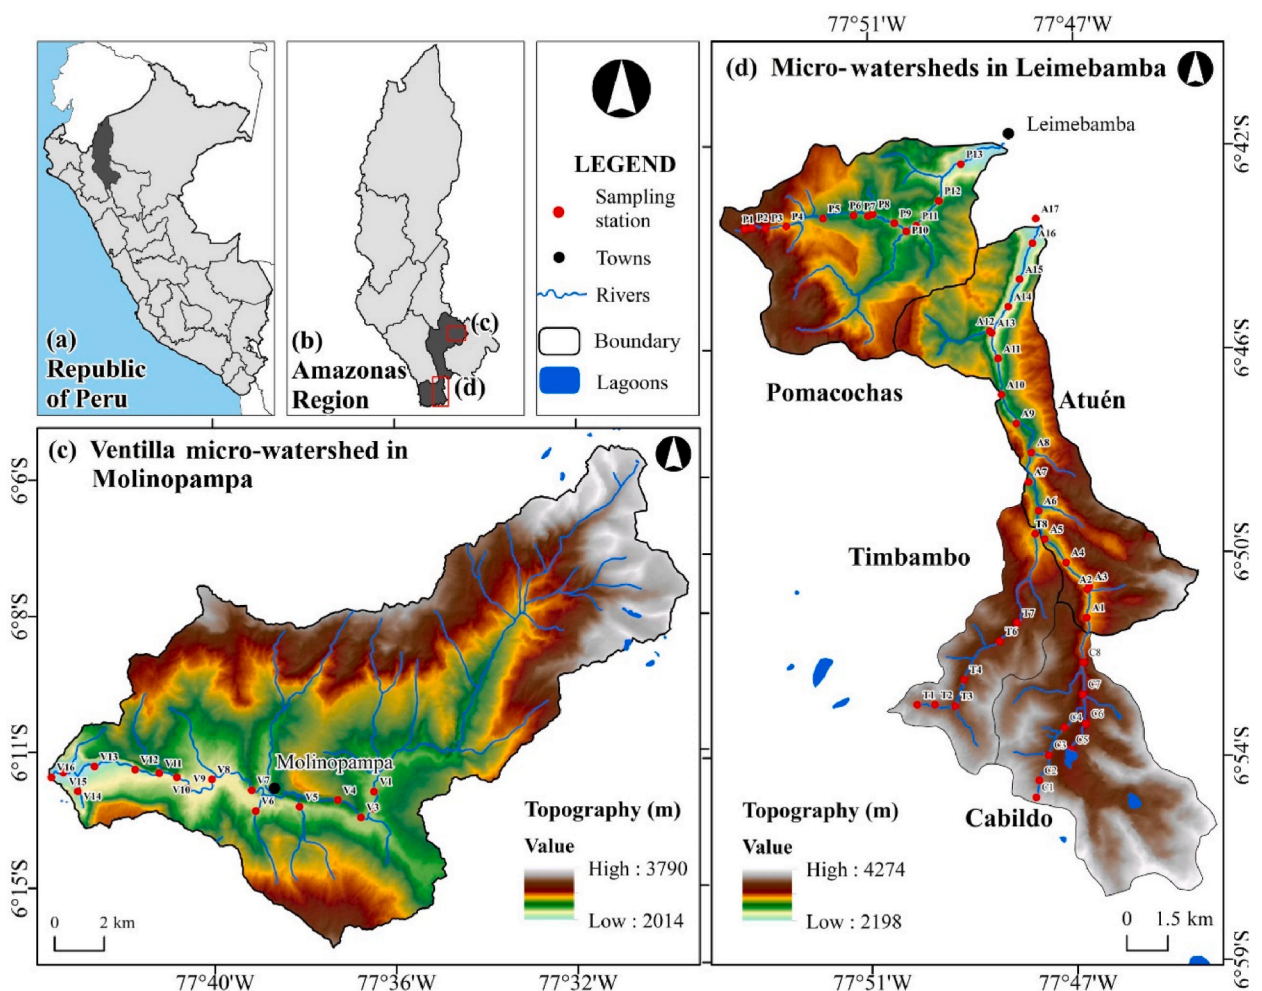 77°51'W
77°47'W
(a)
Republic
of Peru
(b)
Amazonas
Region
(c)
(d)
LEGEND
Sampling
station
Towns
Rivers
Boundary
Lagoons
(d) Micro-watersheds in Leimebamba
Leimebamba
P13
P12
P1
P2
P3
P4
P5
P6
P7
P8
P9
P10
P11
A17
A16
A15
A14
A13
A12
A11
A10
A9
A8
A7
A6
A5
A4
A3
A2
A1
Pomacochas
Atuén
Timbambo
T8
T7
T6
T4
T3
T2
T1
C8
C7
C6
C5
C4
C3
C2
C1
Cabildo
Topography (m)
Value
High : 4274
Low : 2198
0 1.5 km
6°42'S
6°46'S
6°50'S
6°54'S
6°59'S
77°51'W
77°47'W
(c) Ventilla micro-watershed in
Molinopampa
6°6'S
6°8'S
6°11'S
6°15'S
Molinopampa
V16
V15
V14
V13
V12
V11
V10
V9
V8
V7
V6
V5
V4
V3
V1
Topography (m)
Value
High : 3790
Low : 2014
0 2 km
77°40'W
77°36'W
77°32'W